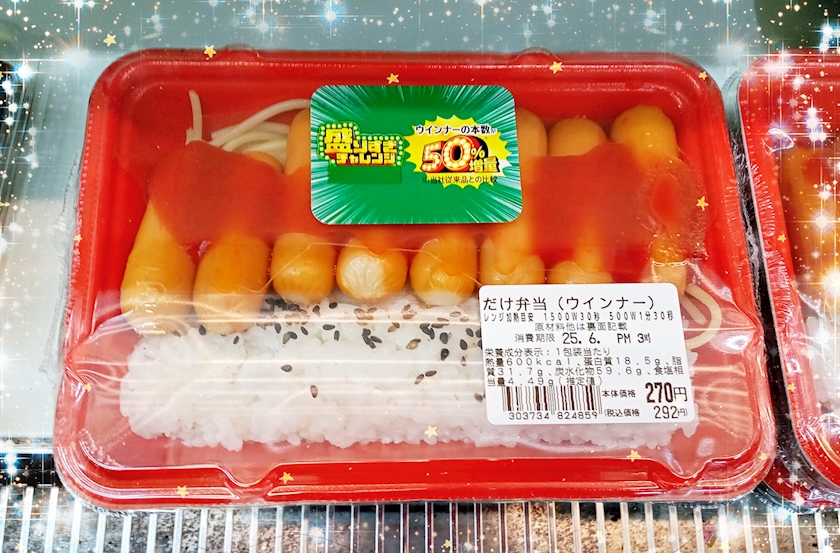 盛りすぎ
チャレンジ
ウインナーの本数が
50%
増量
当社従来品との比較
だけ弁当(ウインナー)
レンジ加熱目安 1500W30秒 500W1分30秒
原材料他は裏面記載
消費期限 25.6. PM 3時
栄養成分表示:1包装当たり
熱量600kcal、蛋白質18.5g、脂
質31.7g、炭水化物59.6g、食塩相
当量4.49g(推定値)
本体価格 270円
303734 824859 (税込価格 292円)